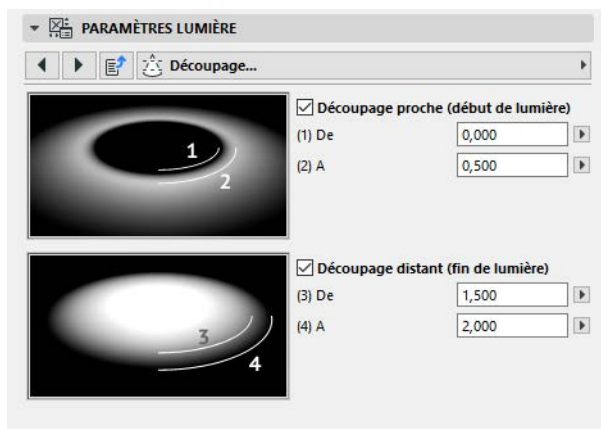 PARAMÈTRES LUMIÈRE
Découpage...
1
2
Découpage proche (début de lumière)
(1) De 0,000
(2) A 0,500
3
4
Découpage distant (fin de lumière)
(3) De 1,500
(4) A 2,000